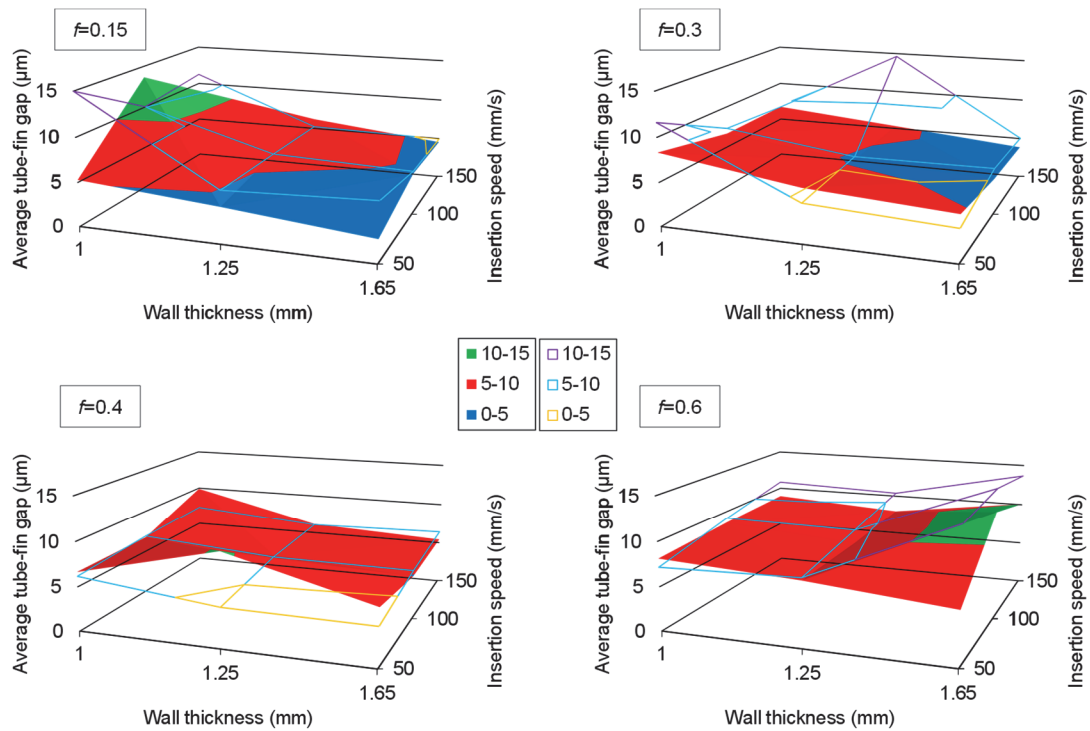 f=0.15
Average tube-fin gap (µm)
15
10
5
0
1
1.25
1.65
Wall thickness (mm)
50
100
150
Insertion speed (mm/s)
f=0.3
Average tube-fin gap (µm)
15
10
5
0
1
1.25
1.65
Wall thickness (mm)
50
100
150
Insertion speed (mm/s)
10-15
5-10
0-5
10-15
5-10
0-5
f=0.4
Average tube-fin gap (µm)
15
10
5
0
1
1.25
1.65
Wall thickness (mm)
50
100
150
Insertion speed (mm/s)
f=0.6
Average tube-fin gap (µm)
15
10
5
0
1
1.25
1.65
Wall thickness (mm)
50
100
150
Insertion speed (mm/s)